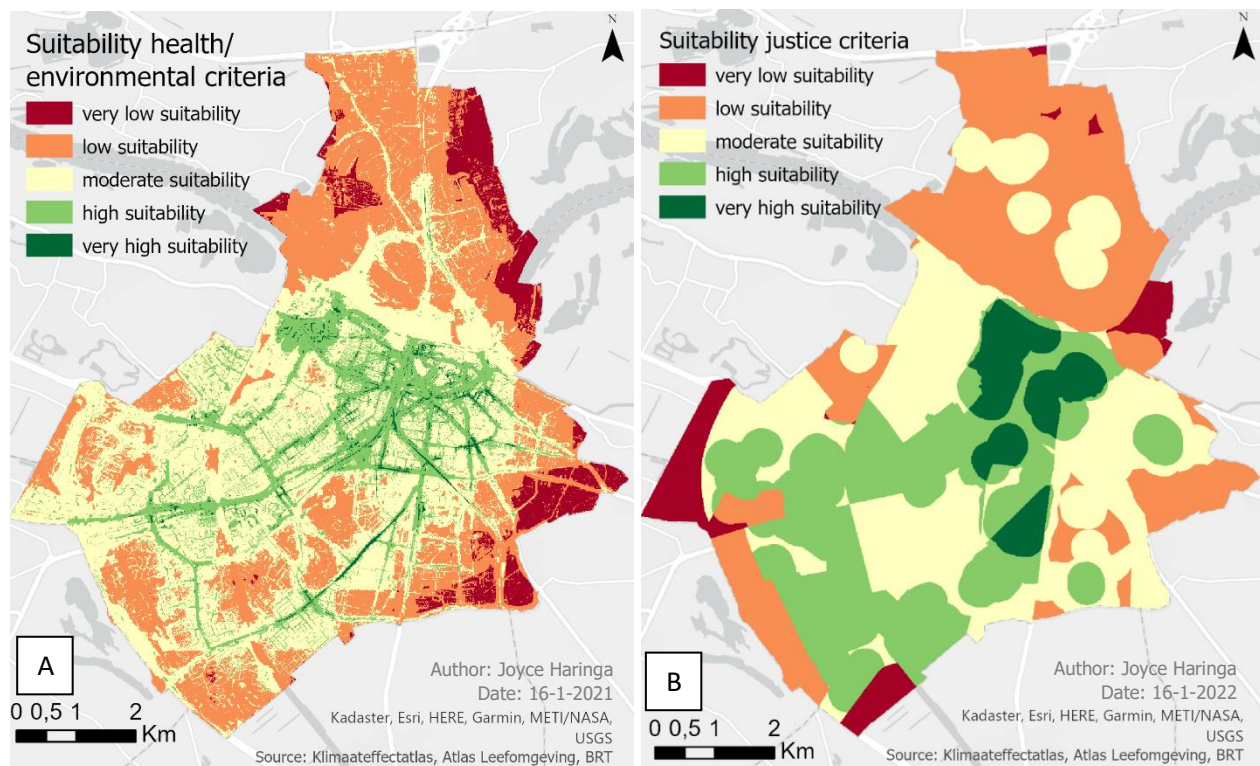 Suitability health/
environmental criteria
very low suitability
low suitability
moderate suitability
high suitability
very high suitability
N
A
Author: Joyce Haringa
Date: 16-1-2021
Kadaster, Esri, HERE, Garmin, METI/NASA,
USGS
Source: Klimaateffectatlas, Atlas Leefomgeving, BRT
0 0,5 1 2
Km
Suitability justice criteria
very low suitability
low suitability
moderate suitability
high suitability
very high suitability
N
B
Author: Joyce Haringa
Date: 16-1-2022
Kadaster, Esri, HERE, Garmin, METI/NASA,
USGS
Source: Klimaateffectatlas, Atlas Leefomgeving, BRT
0 0,5 1 2
Km